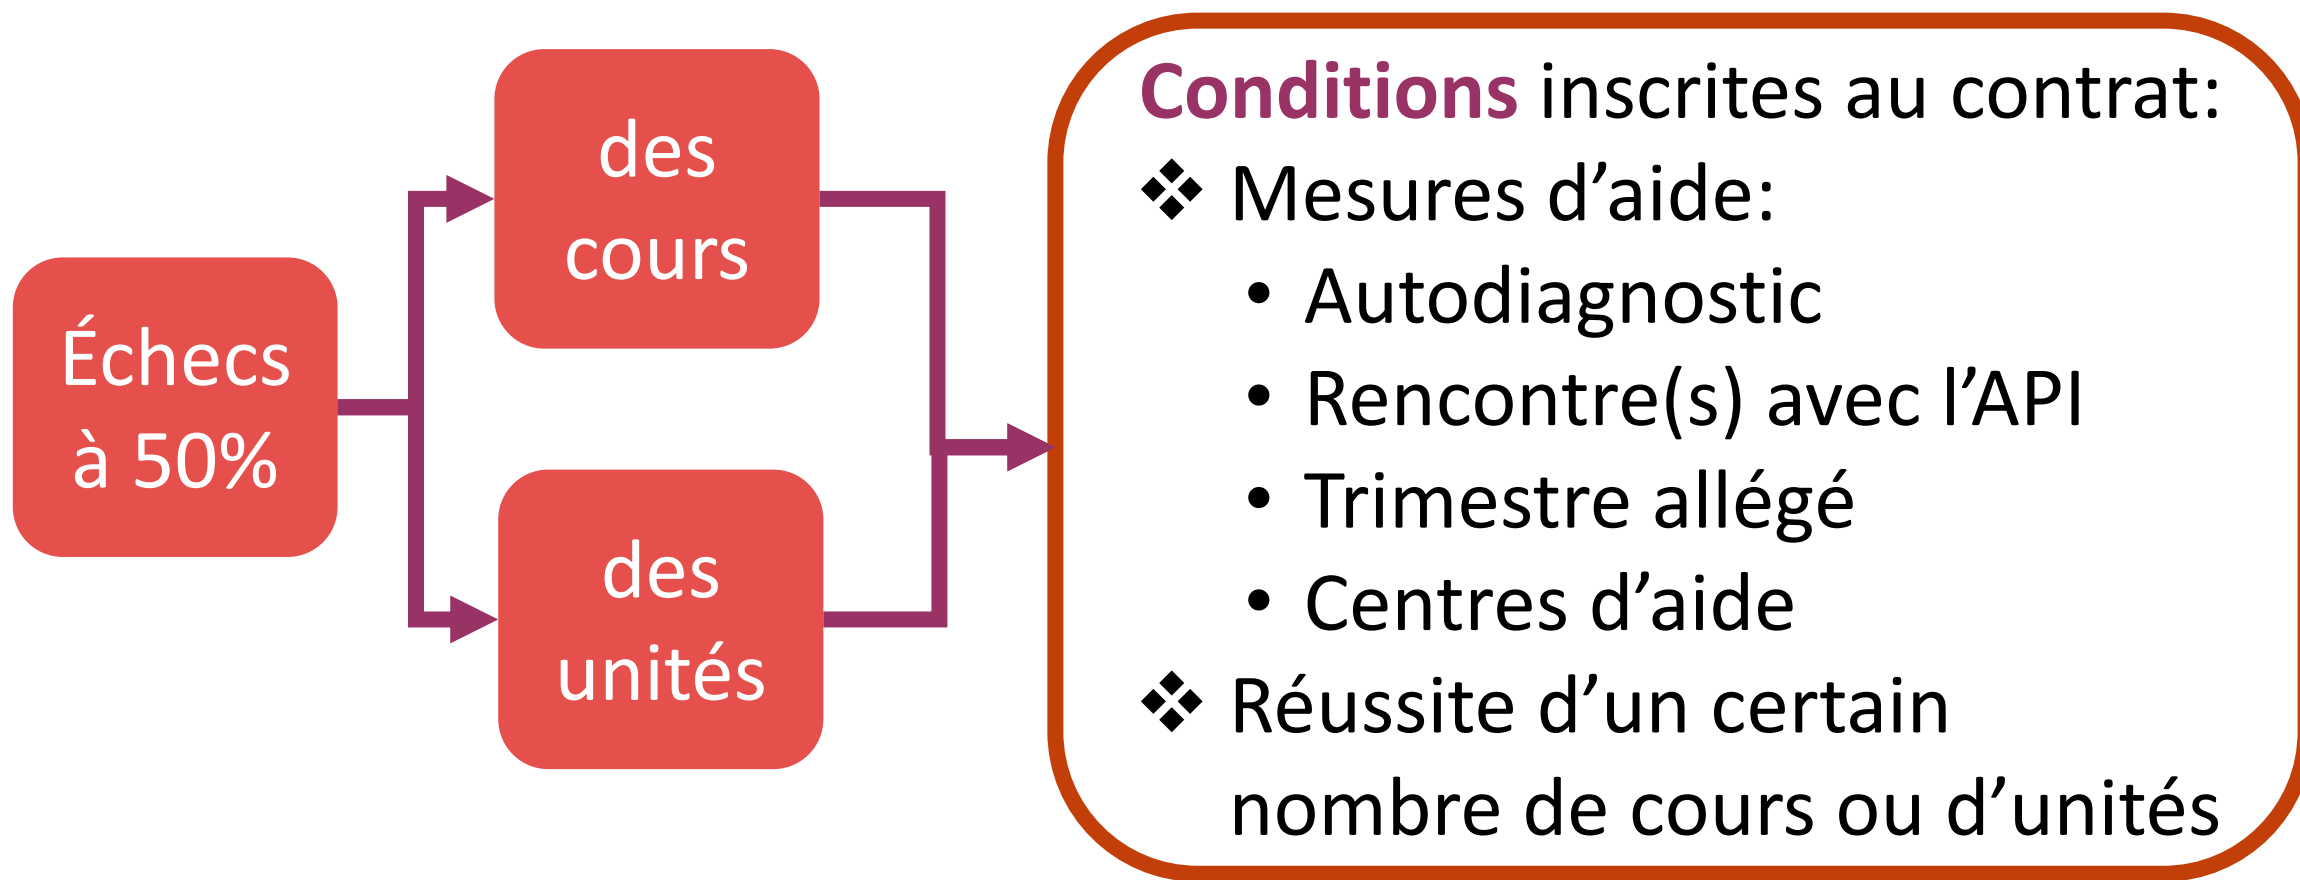 Échecs
à 50%
des
cours
des
unités
Conditions inscrites au contrat:
❖ Mesures d’aide:
• Autodiagnostic
• Rencontre(s) avec l’API
• Trimestre allégé
• Centres d’aide
❖ Réussite d’un certain
nombre de cours ou d’unités